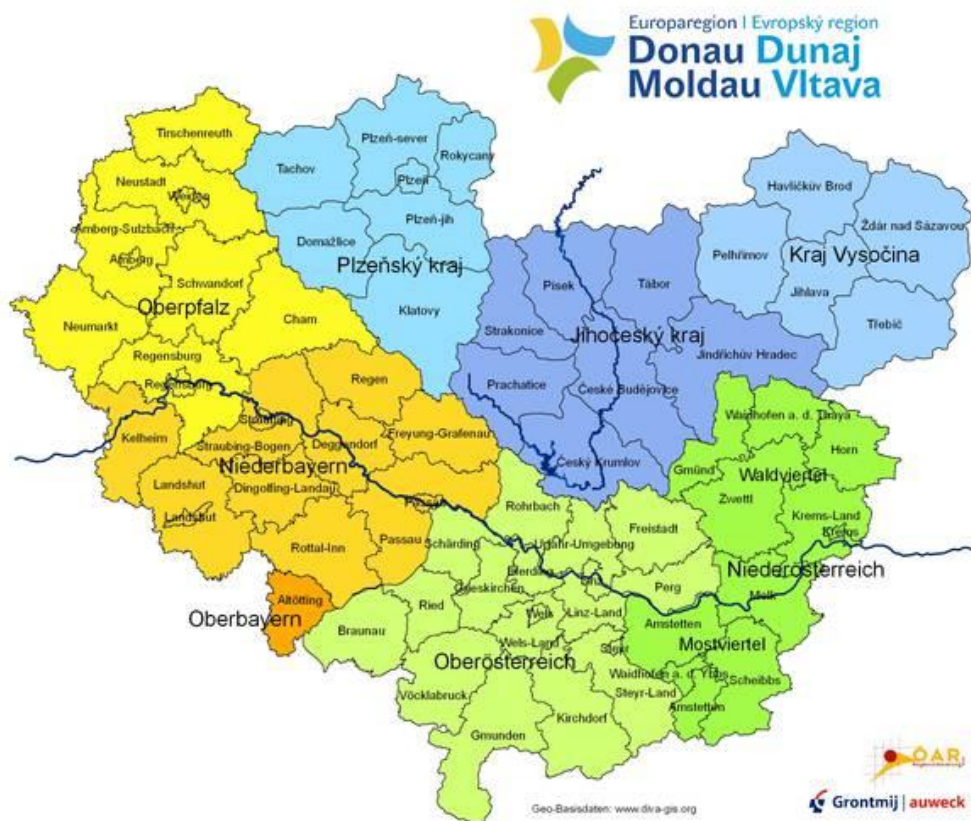 Europaregion | Evropský region
Donau Dunaj
Moldau Vltava
Tirschenreuth
Plzeň-sever
Rokycany
Tachov
Plzeň
Havlíčkův Brod
Neustadt
Weiden
Žďár nad Sázavou
Amberg-Sulzbach
Plzeň-jih
Domažlice
Pelhřimov
Kraj Vysočina
Amberg
Plzeňský kraj
Schwandorf
Písek
Tábor
Jihlava
Oberpfalz
Klatovy
Třebíč
Neumarkt
Cham
Strakonice
Jihočeský kraj
Regensburg
Jindřichův Hradec
Regen
Regensburg
Prachatice
České Budějovice
Waidhofen a. d. Thaya
Straubing
Kelheim
Straubing-Bogen
Deggendorf
Freyung-Grafenau
Horn
Niederbayern
Český Krumlov
Gmünd
Waldviertel
Landshut
Dingolfing-Landau
Zwettl
Rohrbach
Krems-Land
Landshut
Passau
Freistadt
Krems
Rottal-Inn
Passau
Schärding
Urfahr-Umgebung
Niederösterreich
Eferding
Linz
Altötting
Grieskirchen
Perg
Melk
Oberbayern
Ried
Wels
Linz-Land
Amstetten
Braunau
Wels-Land
Steyr
Mostviertel
Oberösterreich
Waidhofen a. d. Ybbs
Scheibbs
Vöcklabruck
Steyr-Land
Amstetten
Kirchdorf
Gmunden
ÖAR
Geo-Basisdaten: www.diva-gis.org
Grontmij | auweck